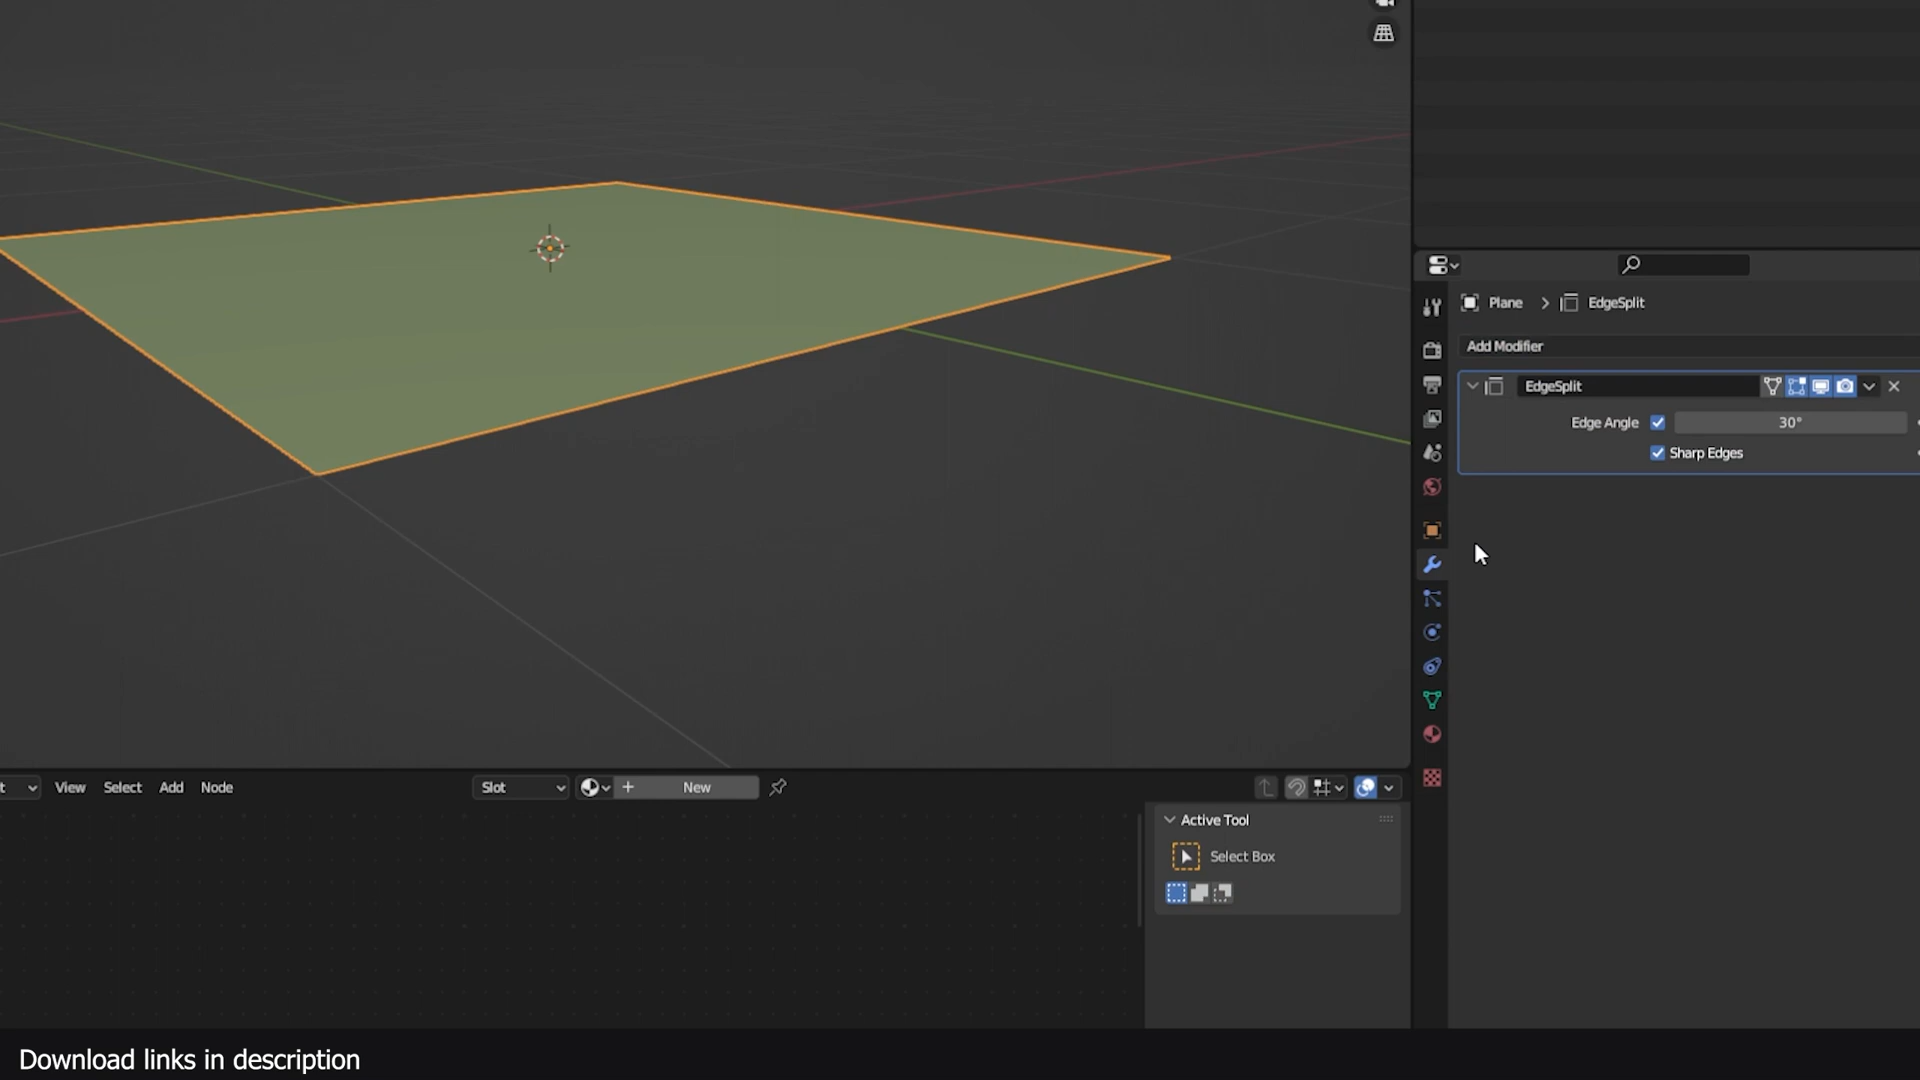 Plane > EdgeSplit
Add Modifier
EdgeSplit
Edge Angle 30°
Sharp Edges
t View Select Add Node Slot + New
Active Tool
Select Box
Download links in description